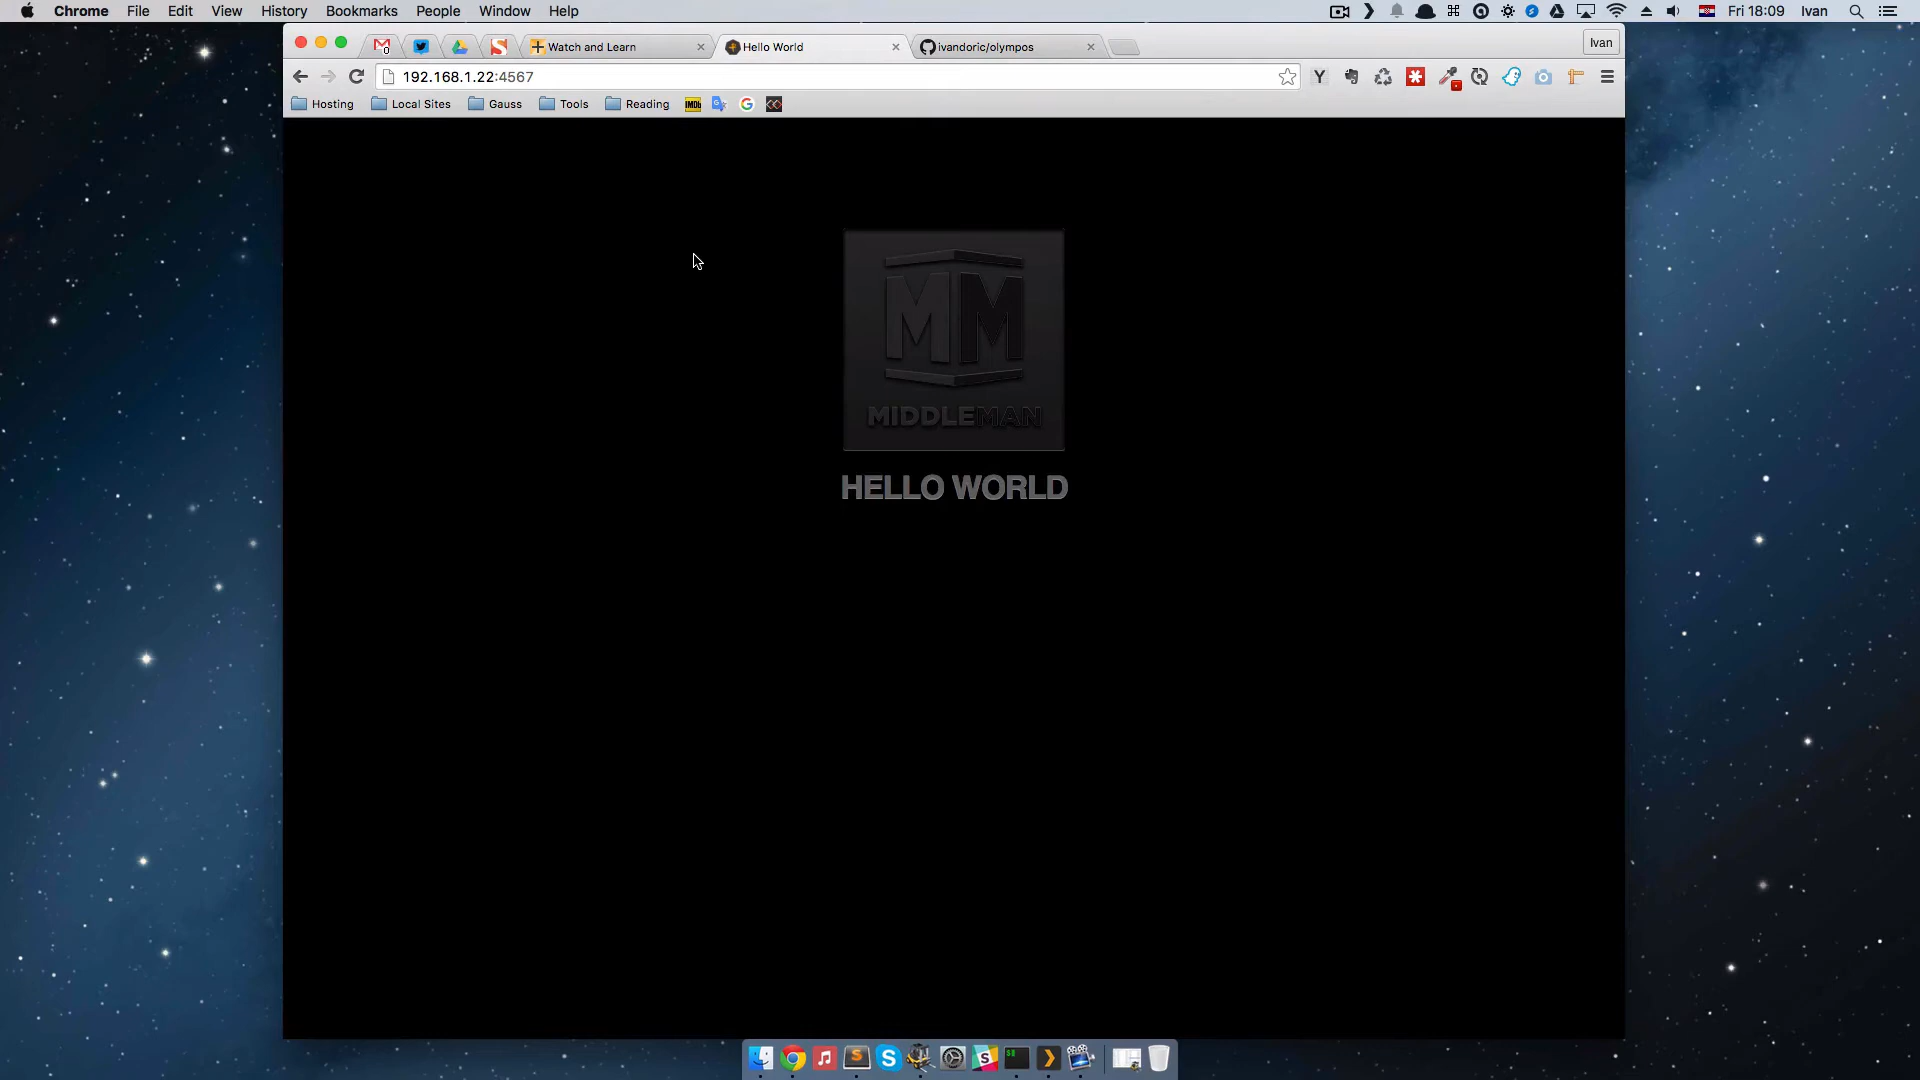 Chrome File Edit View History Bookmarks People Window Help Fri 18:09 Ivan
Watch and Learn Hello World ivandoric/olympos Ivan
192.168.1.22:4567
Hosting Local Sites Gauss Tools Reading IMDb
MM
MIDDLEMAN
HELLO WORLD